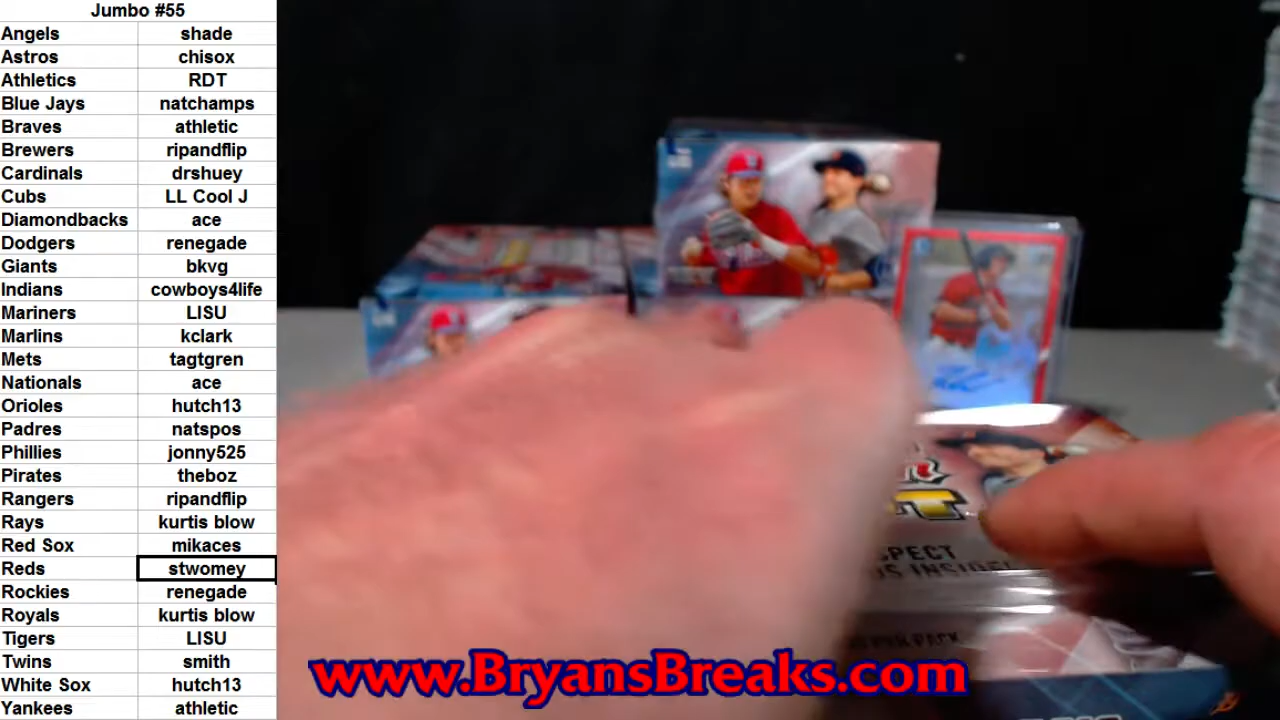 Jumbo #55
Angels shade
Astros chisox
Athletics RDT
Blue Jays natchamps
Braves athletic
Brewers ripandflip
Cardinals drshuey
Cubs LL Cool J
Diamondbacks ace
Dodgers renegade
Giants bkvg
Indians cowboys4life
Mariners LISU
Marlins kclark
Mets tagtgren
Nationals ace
Orioles hutch13
Padres natspos
Phillies jonny525
Pirates theboz
Rangers ripandflip
Rays kurtis blow
Red Sox mikaces
Reds stwomey
Rockies renegade
Royals kurtis blow
Tigers LISU
Twins smith
White Sox hutch13
Yankees athletic
INSIDE!
PACK
www.BryansBreaks.com